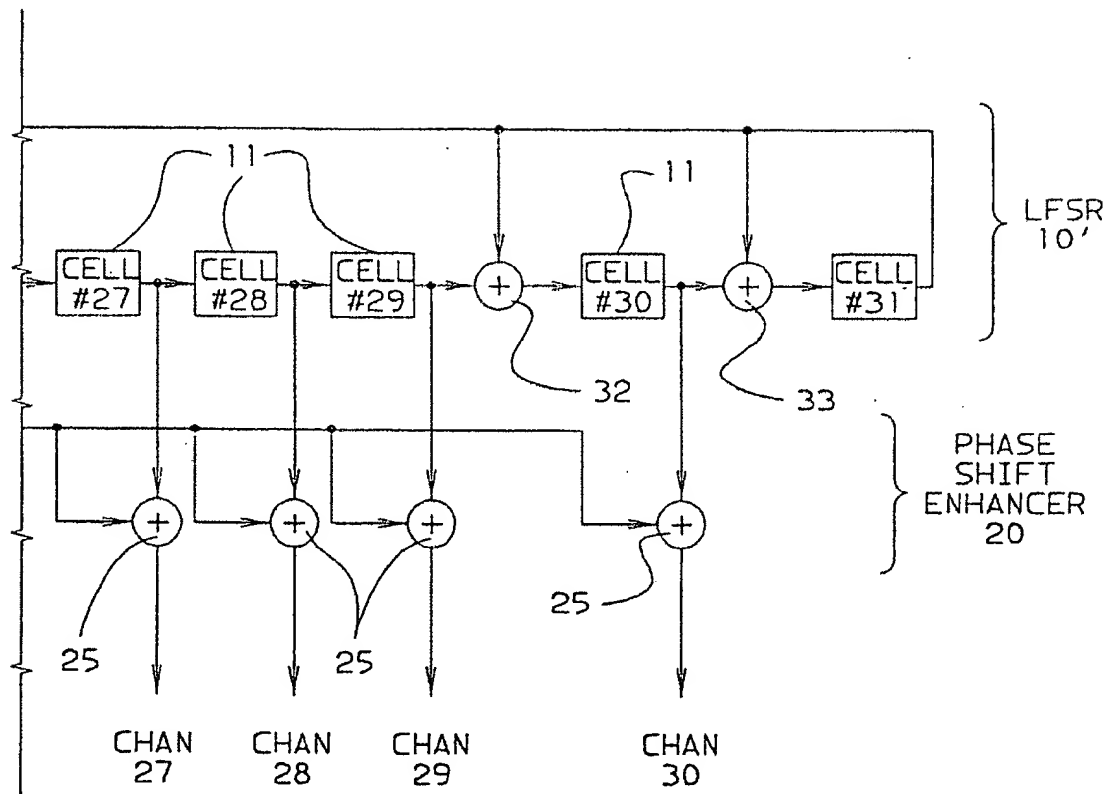 11
11
LFSR
10'
CELL
#27
CELL
#28
CELL
#29
+
CELL
#30
+
CELL
#31
32
33
PHASE
SHIFT
ENHANCER
20
+
+
+
+
25
25
25
CHAN
27
CHAN
28
CHAN
29
CHAN
30